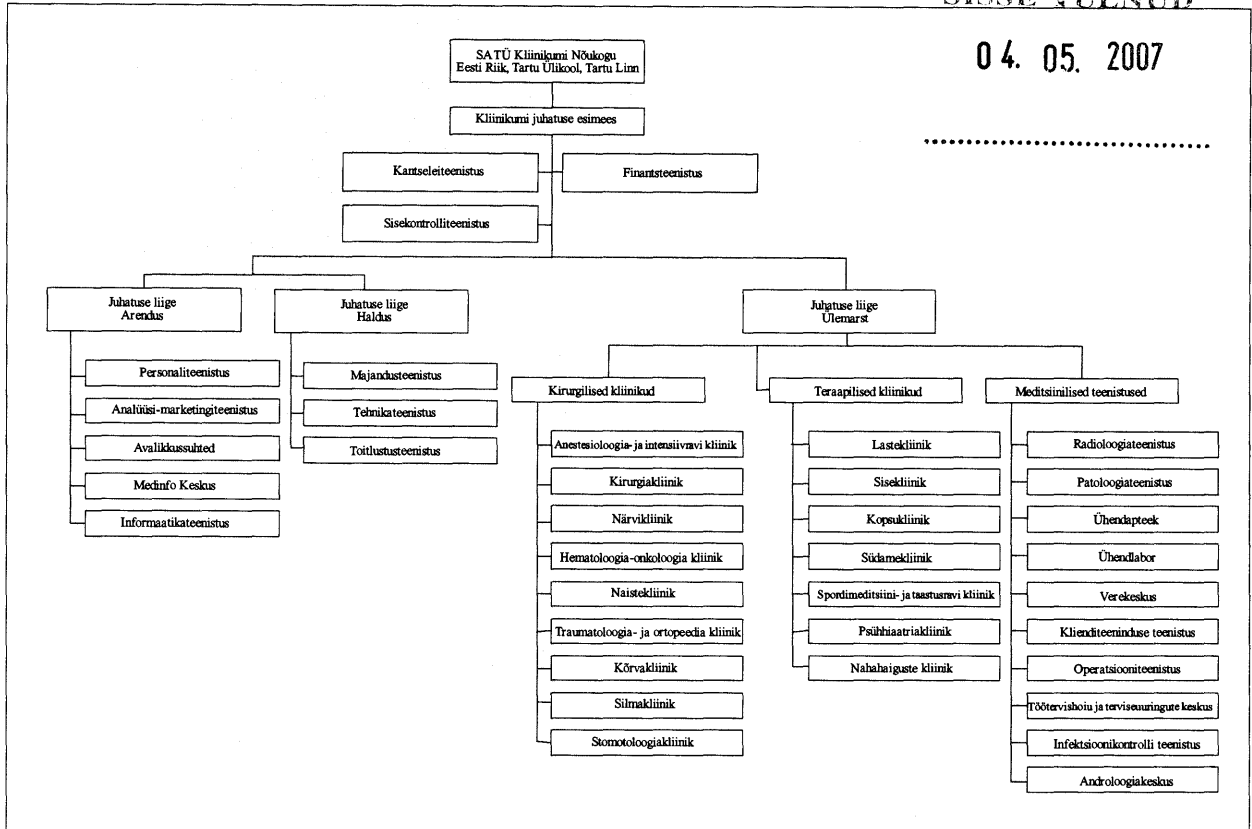 SISSE TULNUD
04. 05. 2007
SA TÜ Kliinikumi Nõukogu
Eesti Riik, Tartu Ülikool, Tartu Linn
Kliinikumi juhatuse esimees
Kantseleiteenistus
Finantsteenistus
Sisekontrolliteenistus
Juhatuse liige
Arendus
Juhatuse liige
Haldus
Juhatuse liige
Ülemarst
Personaliteenistus
Analüüsi-marketingiteenistus
Avalikkussuhted
Medinfo Keskus
Informaatikateenistus
Majandusteenistus
Tehnikateenistus
Toitlustusteenistus
Kirurgilised kliinikud
Anestesioloogia- ja intensiivravi kliinik
Kirurgiakliinik
Närvikliinik
Hematoloogia-onkoloogia kliinik
Naistekliinik
Traumatoloogia- ja ortopeedia kliinik
Kõrvakliinik
Silmakliinik
Stomotoloogiakliinik
Teraapilised kliinikud
Lastekliinik
Sisekliinik
Kopsukliinik
Südamekliinik
Spordimeditsiini- ja taastusravi kliinik
Psühhiaatriakliinik
Nahahaiguste kliinik
Meditsiinilised teenistused
Radioloogiateenistus
Patoloogiateenistus
Ühendapteek
Ühendlabor
Verekeskus
Klienditeeninduse teenistus
Operatsiooniteenistus
Töötervishoiu ja terviseuuringute keskus
Infektsioonikontrolli teenistus
Androloogiakeskus